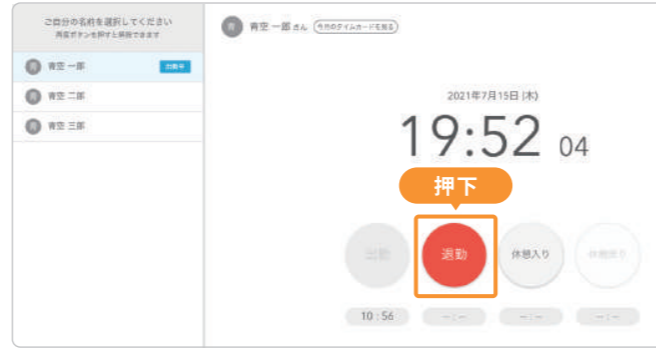 ご自分の名前を選択してください
再度ボタンを押すと解除できます
青 青空 一郎 出勤中
青 青空 二郎
青 青空 三郎
青 青空 一郎 さん 今月のタイムカードを見る
2021年7月15日 (木)
19:52 04
押下
出勤 退勤 休憩入り 休憩戻り
10 : 56 -- : -- -- : -- -- : --